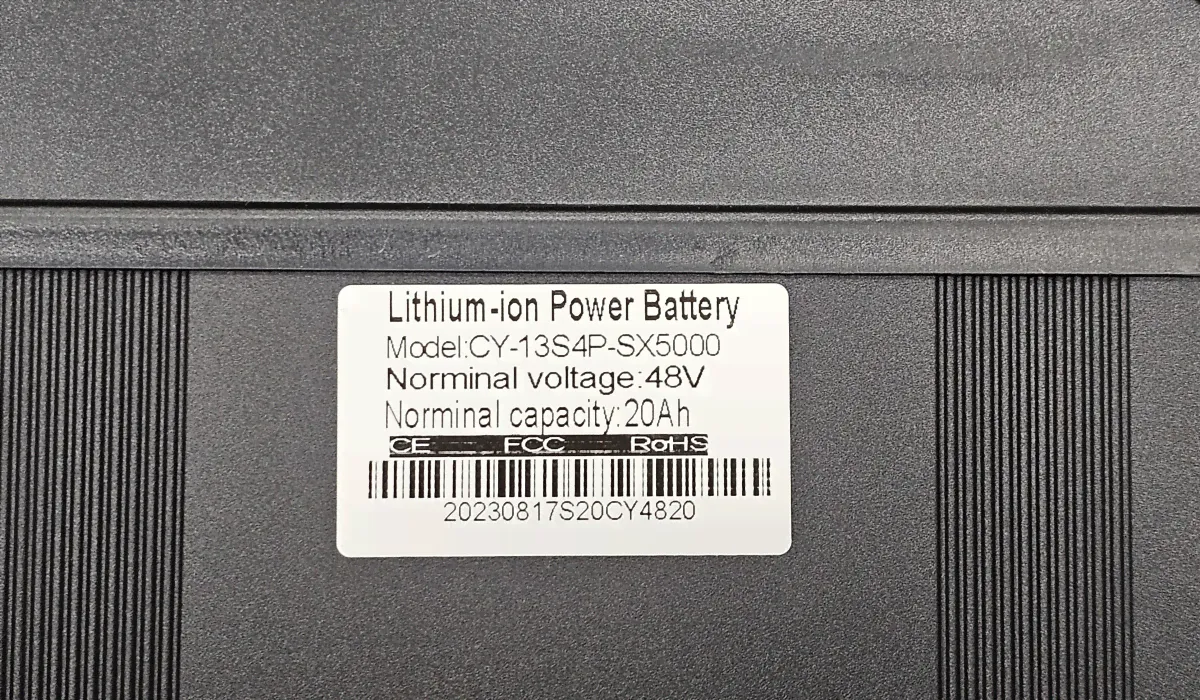 Lithium-ion Power Battery
Model:CY-13S4P-SX5000
Norminal voltage:48V
Norminal capacity:20Ah
CE FCC RoHS
20230817S20CY4820